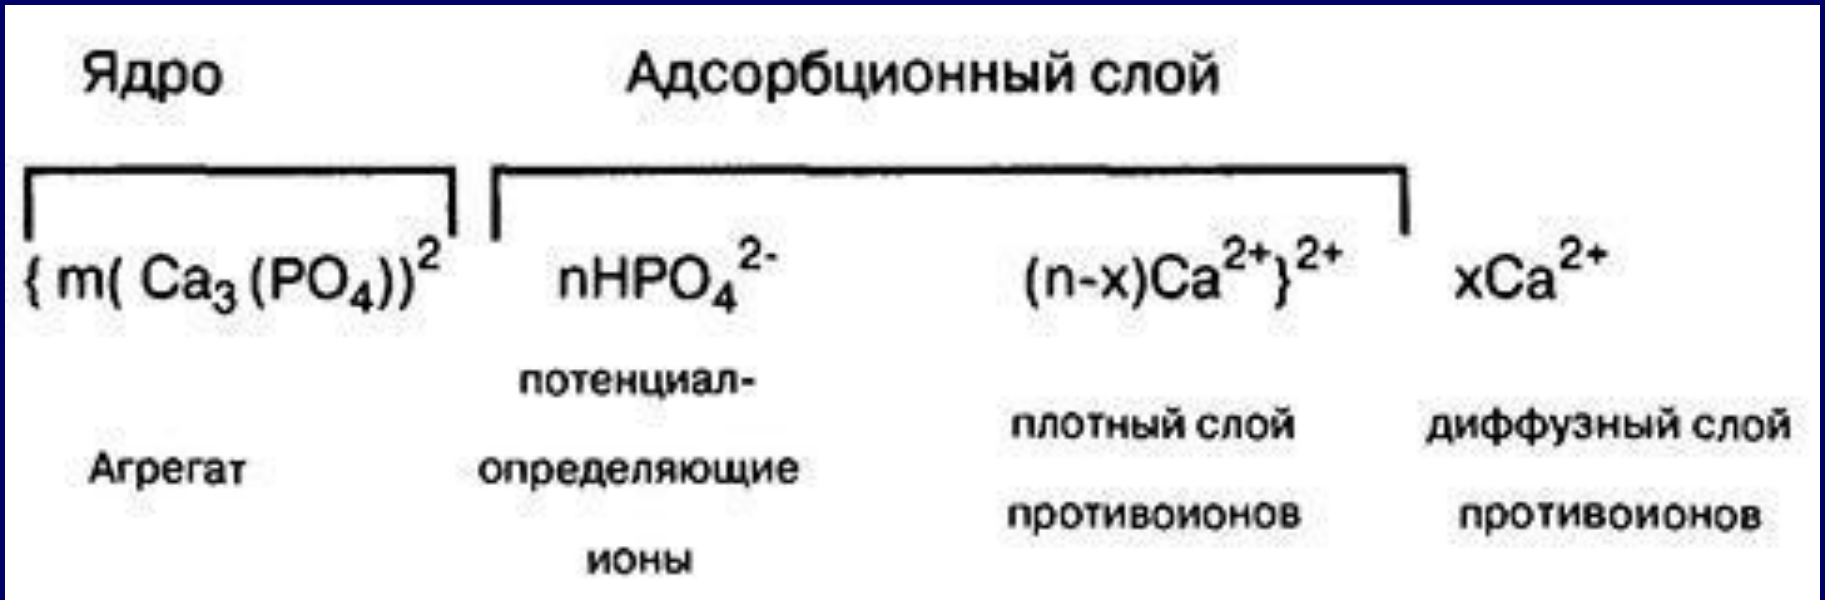 Ядро Адсорбционный слой
{ m( Ca₃ (PO₄))² nHPO₄²⁻ (n-x)Ca²⁺}²⁺ xCa²⁺
потенциал-
плотный слой диффузный слой
Агрегат определяющие
противоионов противоионов
ионы